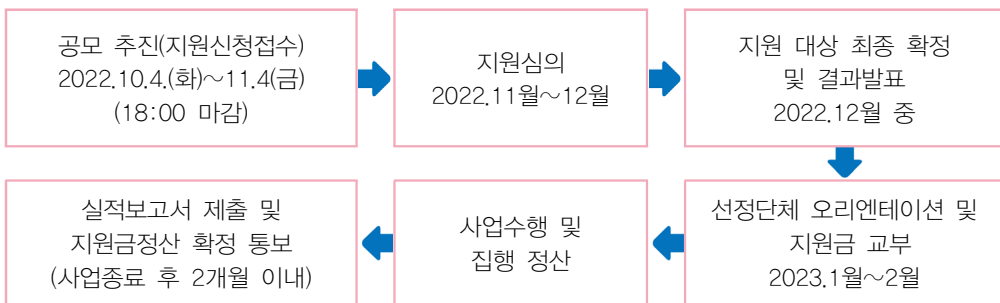 공모 추진(지원신청접수)
2022.10.4.(화)~11.4(금)
(18:00 마감)
지원심의
2022.11월~12월
지원 대상 최종 확정
및 결과발표
2022.12월 중
선정단체 오리엔테이션 및
지원금 교부
2023.1월~2월
사업수행 및
집행 정산
실적보고서 제출 및
지원금정산 확정 통보
(사업종료 후 2개월 이내)